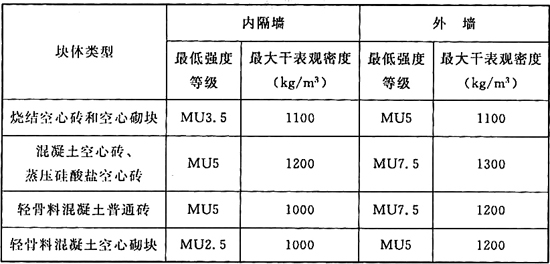 块体类型 内隔墙 外 墙
最低强度等级 最大干表观密度（kg/m³） 最低强度等级 最大干表观密度（kg/m³）
烧结空心砖和空心砌块 MU3.5 1100 MU5 1100
混凝土空心砖、
蒸压硅酸盐空心砖 MU5 1200 MU7.5 1300
轻骨料混凝土普通砖 MU5 1000 MU7.5 1200
轻骨料混凝土空心砌块 MU2.5 1000 MU5 1200